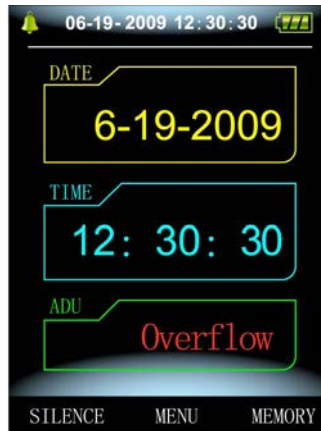 06-19-2009 12:30:30
DATE
6-19-2009
TIME
12: 30: 30
ADU
Overflow
SILENCE MENU MEMORY